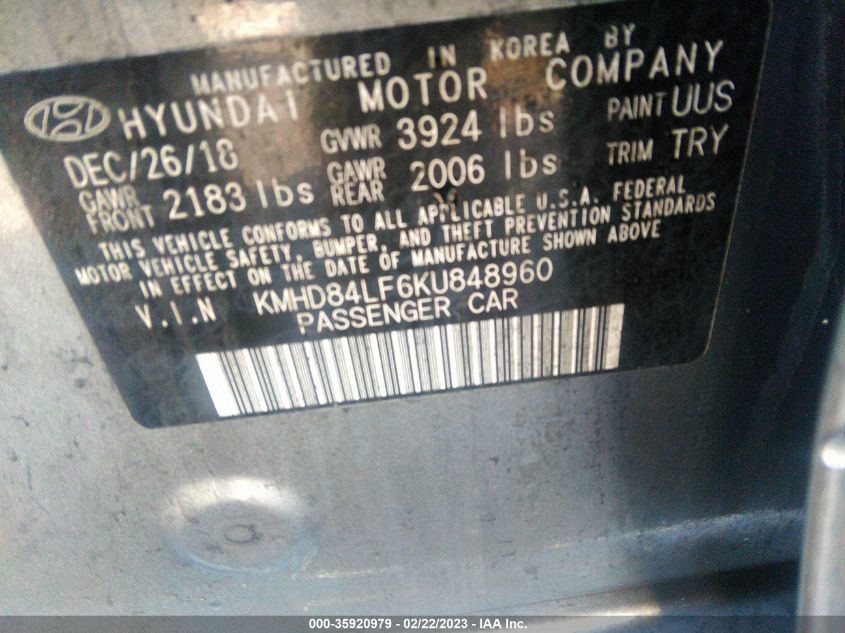 MANUFACTURED IN KOREA BY
HYUNDAI MOTOR COMPANY
DEC/26/18 GVWR 3924 lbs PAINT UUS
GAWR FRONT 2183 lbs GAWR REAR 2006 lbs TRIM TRY
THIS VEHICLE CONFORMS TO ALL APPLICABLE U.S.A. FEDERAL
MOTOR VEHICLE SAFETY, BUMPER, AND THEFT PREVENTION STANDARDS
IN EFFECT ON THE DATE OF MANUFACTURE SHOWN ABOVE
V.I.N KMHD84LF6KU848960
PASSENGER CAR
000-35920979 - 02/22/2023 - IAA Inc.